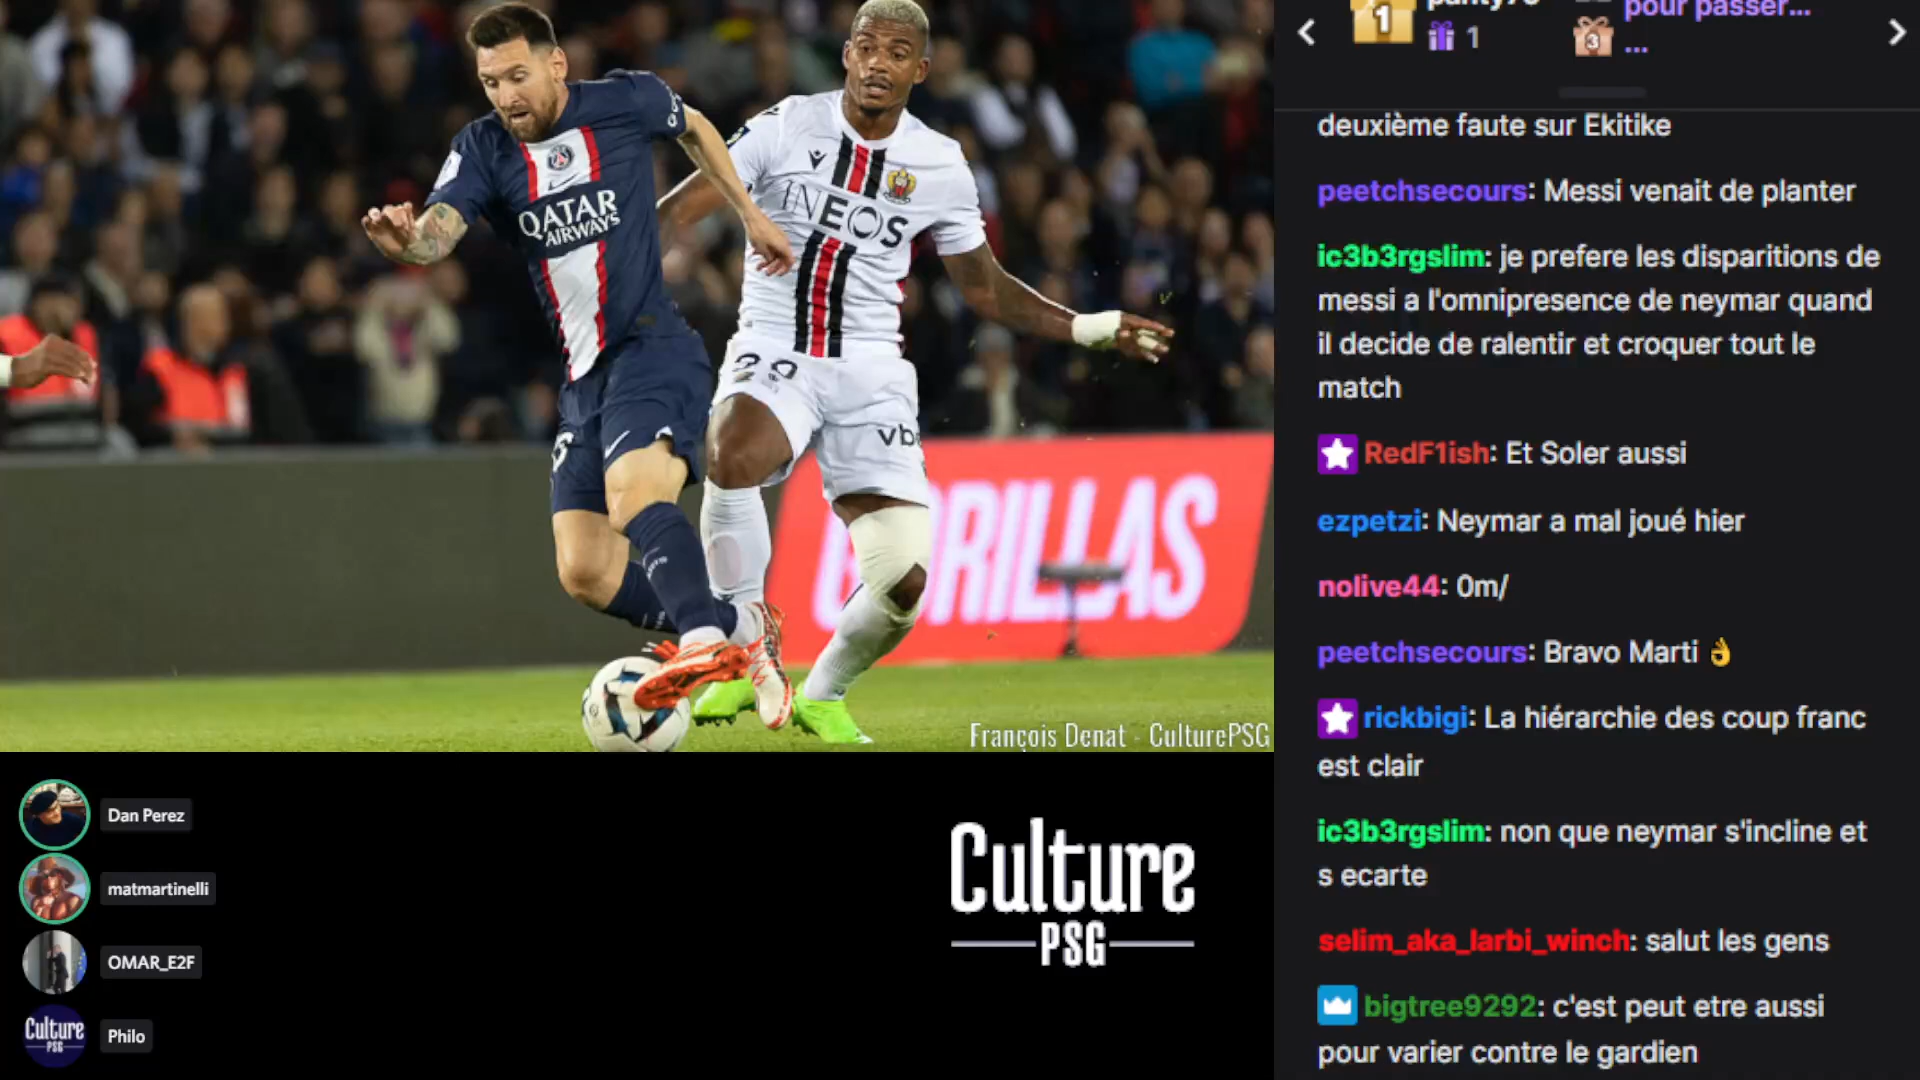 QATAR
AIRWAYS
INEOS
GORILLAS
François Denat - CulturePSG
Dan Perez
matmartinelli
OMAR_E2F
Culture
PSG
Philo
Culture
PSG
1
1
pour passer...
3
...
deuxième faute sur Ekitike
peetchsecours: Messi venait de planter
ic3b3rgslim: je prefere les disparitions de
messi a l'omnipresence de neymar quand
il decide de ralentir et croquer tout le
match
RedF1ish: Et Soler aussi
ezpetzi: Neymar a mal joué hier
nolive44: 0m/
peetchsecours: Bravo Marti 👌
rickbigi: La hiérarchie des coup franc
est clair
ic3b3rgslim: non que neymar s'incline et
s ecarte
selim_aka_larbi_winch: salut les gens
bigtree9292: c'est peut etre aussi
pour varier contre le gardien